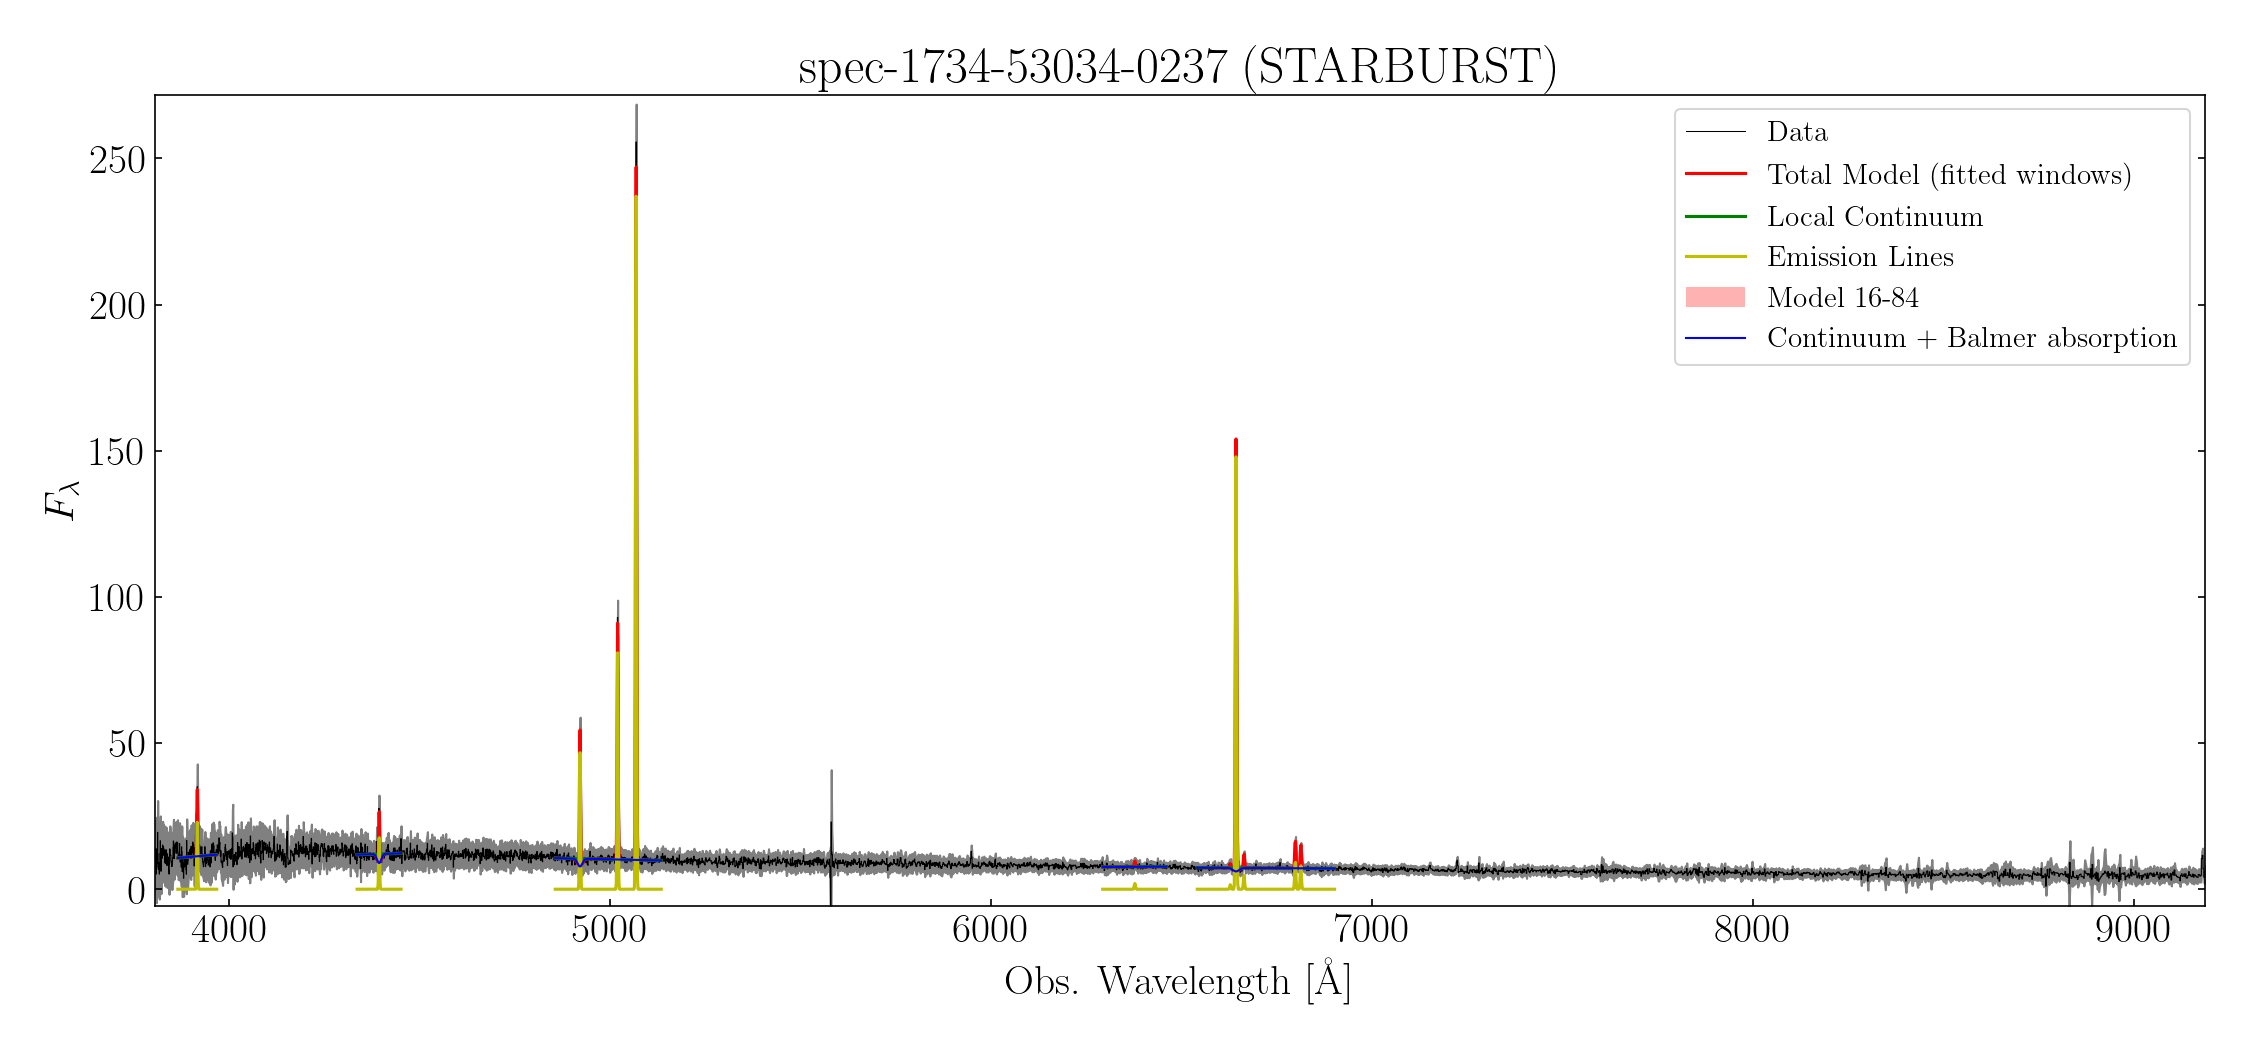 spec-1734-53034-0237 (STARBURST)
Data
Total Model (fitted windows)
Local Continuum
Emission Lines
Model 16-84
Continuum + Balmer absorption
250
200
150
100
50
0
Fλ
4000 5000 6000 7000 8000 9000
Obs. Wavelength [Å]